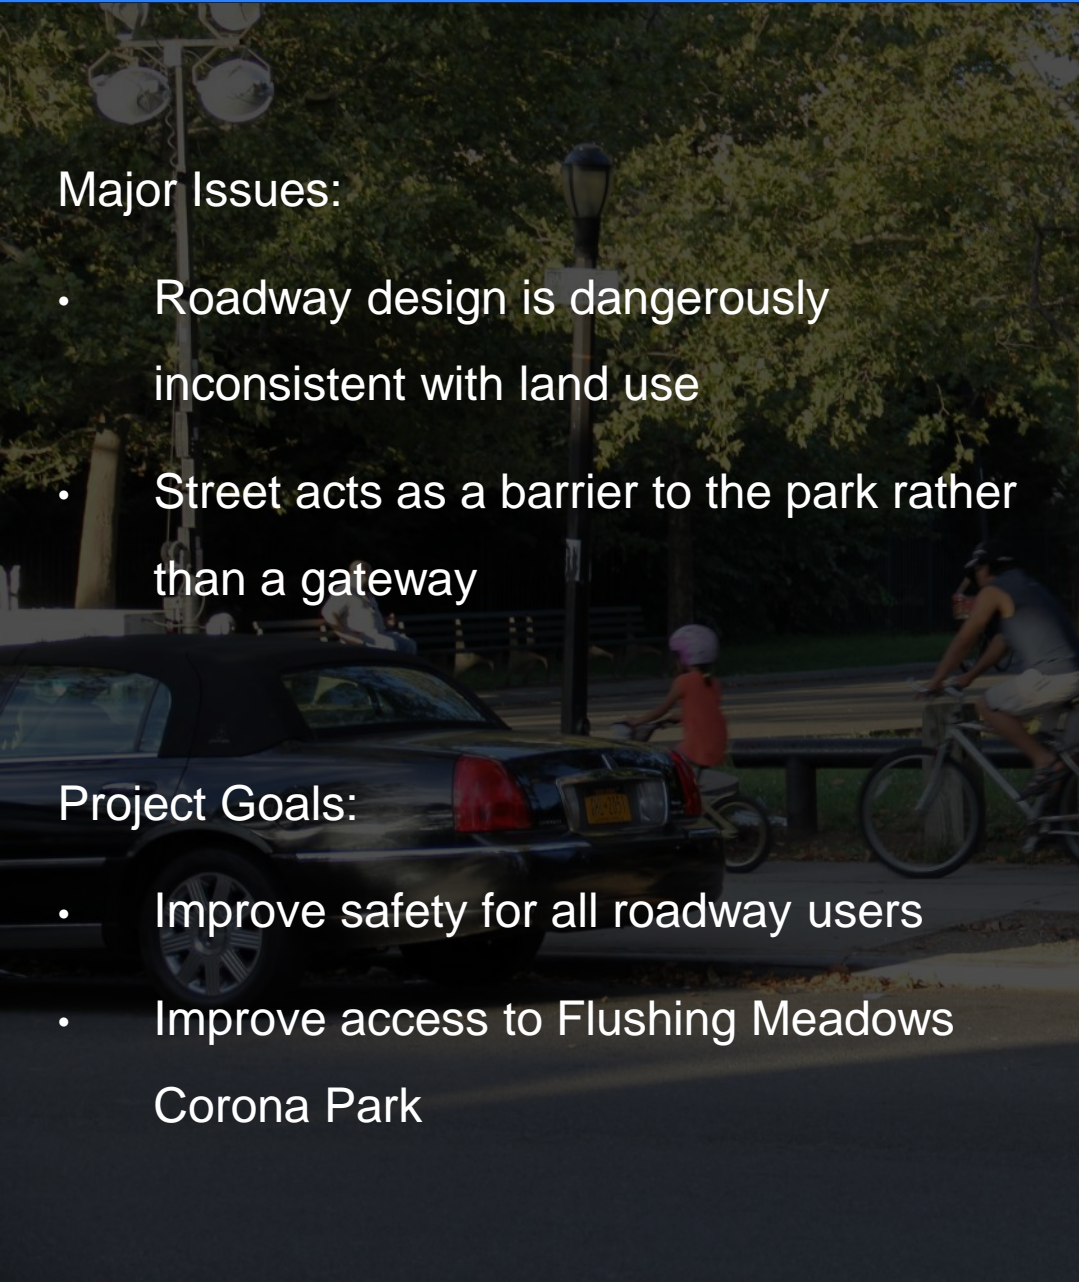 Major Issues:
• Roadway design is dangerously
inconsistent with land use
• Street acts as a barrier to the park rather
than a gateway
Project Goals:
• Improve safety for all roadway users
• Improve access to Flushing Meadows
Corona Park